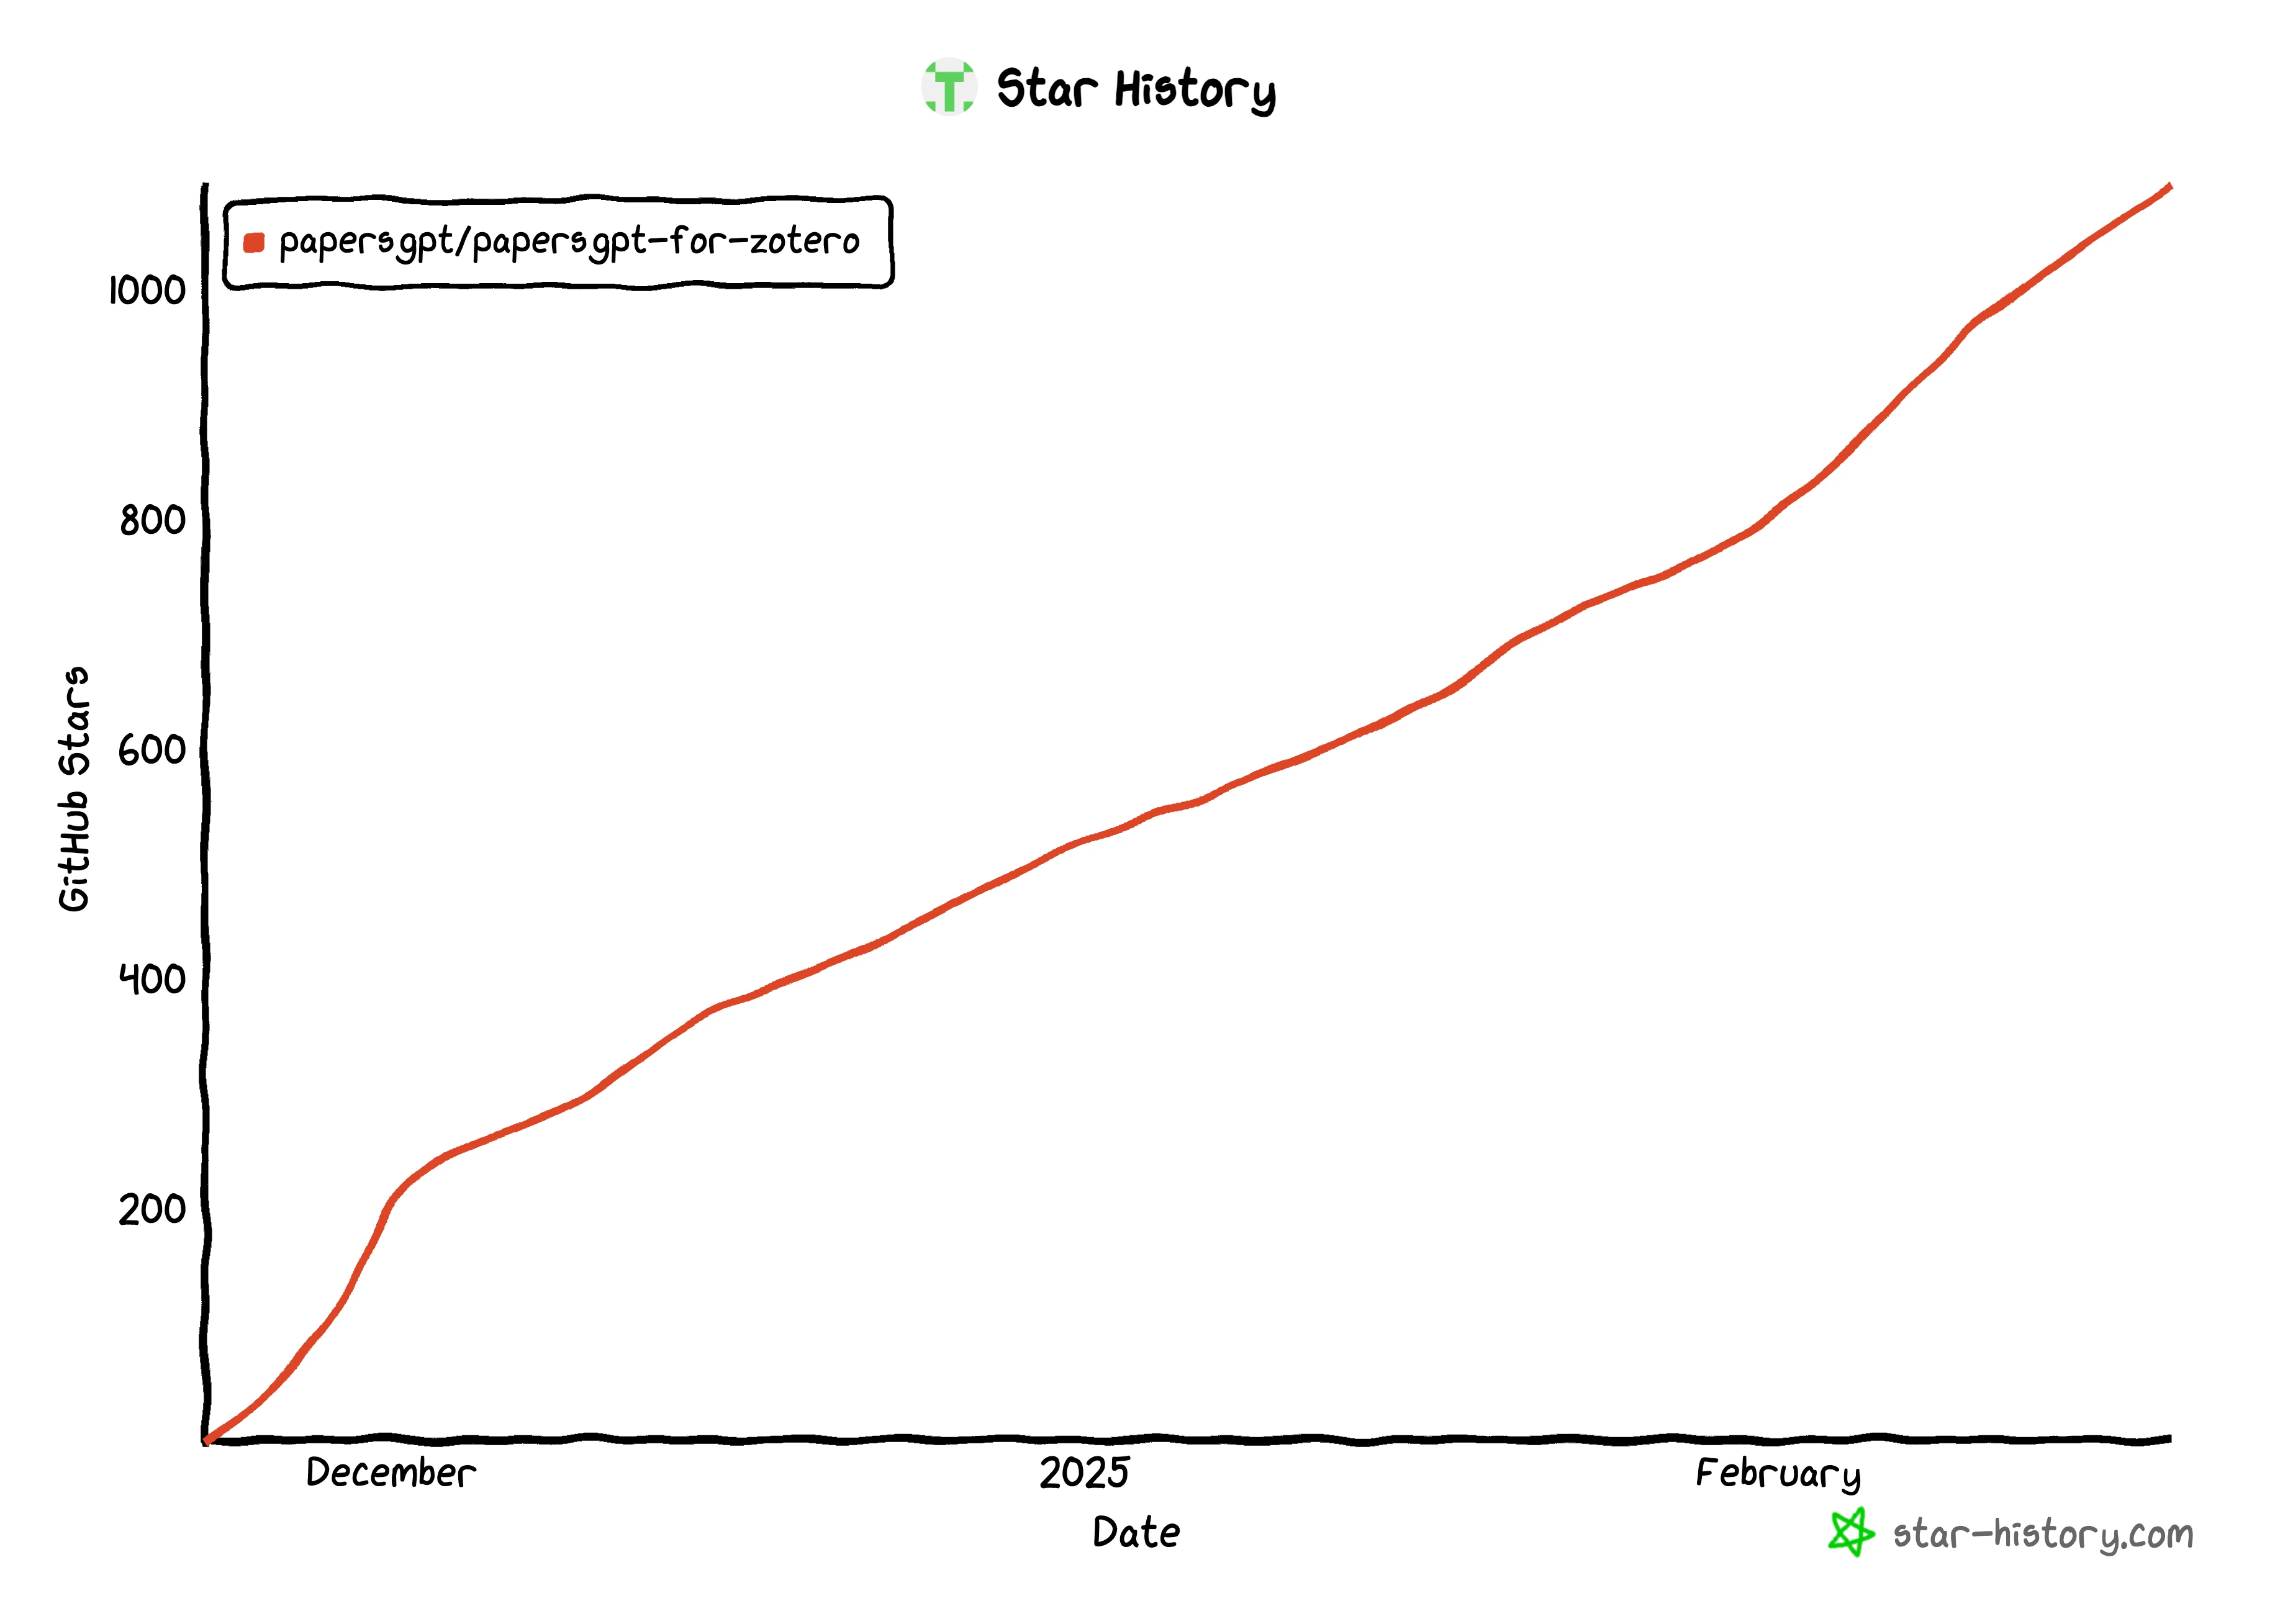 Star History
papersgpt/papersgpt-for-zotero
1000
800
600
400
200
GitHub Stars
December
2025
February
Date
star-history.com